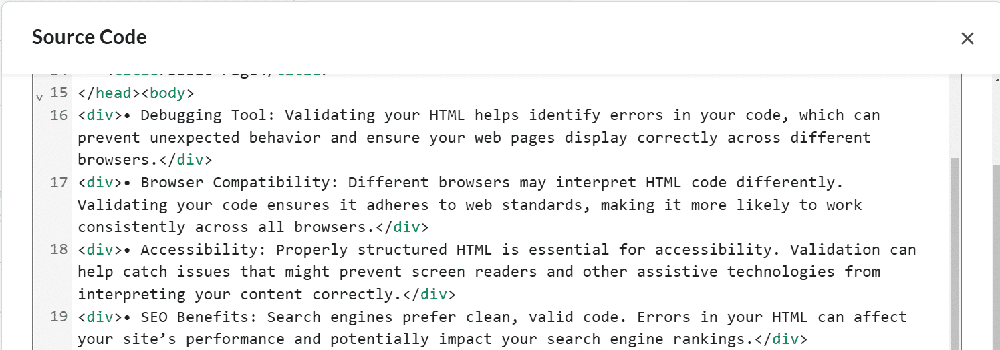 Source Code
15 </head><body>
16 <div>• Debugging Tool: Validating your HTML helps identify errors in your code, which can
prevent unexpected behavior and ensure your web pages display correctly across different
browsers.</div>
17 <div>• Browser Compatibility: Different browsers may interpret HTML code differently.
Validating your code ensures it adheres to web standards, making it more likely to work
consistently across all browsers.</div>
18 <div>• Accessibility: Properly structured HTML is essential for accessibility. Validation can
help catch issues that might prevent screen readers and other assistive technologies from
interpreting your content correctly.</div>
19 <div>• SEO Benefits: Search engines prefer clean, valid code. Errors in your HTML can affect
your site’s performance and potentially impact your search engine rankings.</div>